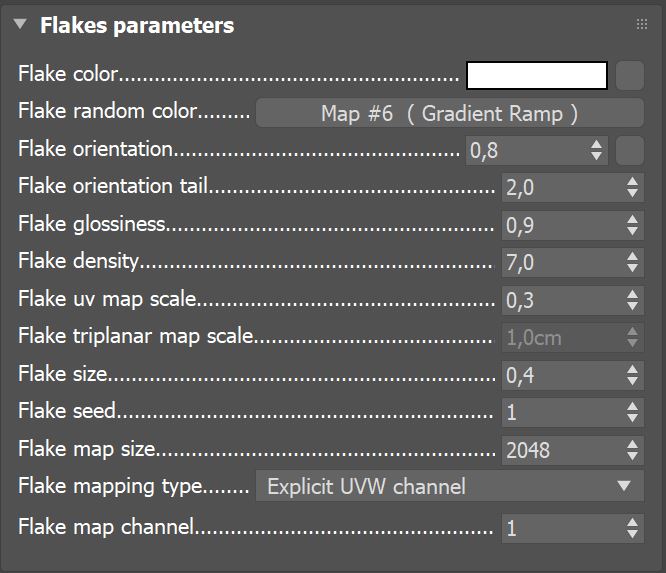 Flakes parameters
Flake color
Flake random color......... Map #6 ( Gradient Ramp )
Flake orientation 0,8
Flake orientation tail 2,0
Flake glossiness 0,9
Flake density 7,0
Flake uv map scale 0,3
Flake triplanar map scale 1,0cm
Flake size 0,4
Flake seed 1
Flake map size 2048
Flake mapping type........ Explicit UVW channel
Flake map channel 1